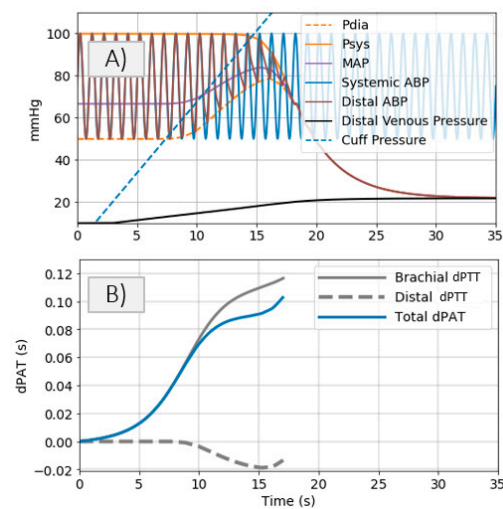 A)
mmHg
100
80
60
40
20
0
5
10
15
20
25
30
35
Pdia
Psys
MAP
Systemic ABP
Distal ABP
Distal Venous Pressure
Cuff Pressure
B)
dPAT (s)
0.12
0.10
0.08
0.06
0.04
0.02
0.00
−0.02
0
5
10
15
20
25
30
35
Time (s)
Brachial dPTT
Distal dPTT
Total dPAT